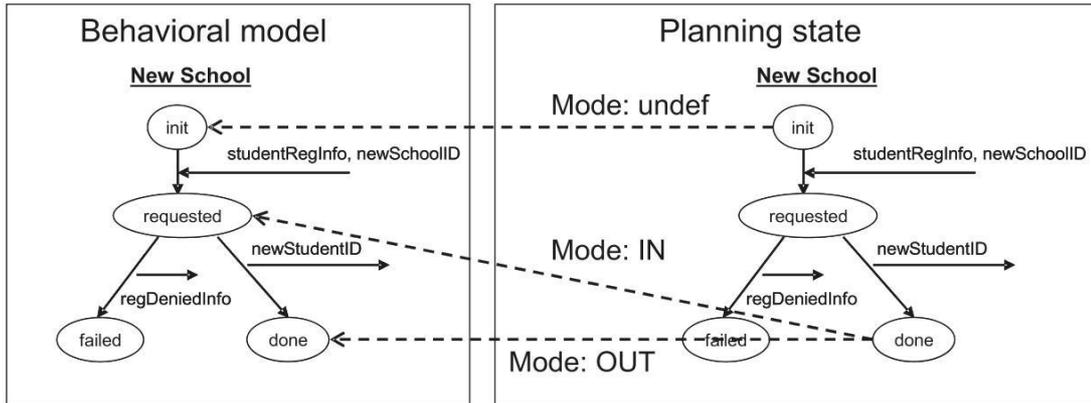 Behavioral model
New School
init
studentRegInfo, newSchoolID
requested
newStudentID
regDeniedInfo
failed
done
Mode: undef
Mode: IN
Mode: OUT
Planning state
New School
init
studentRegInfo, newSchoolID
requested
newStudentID
regDeniedInfo
failed
done